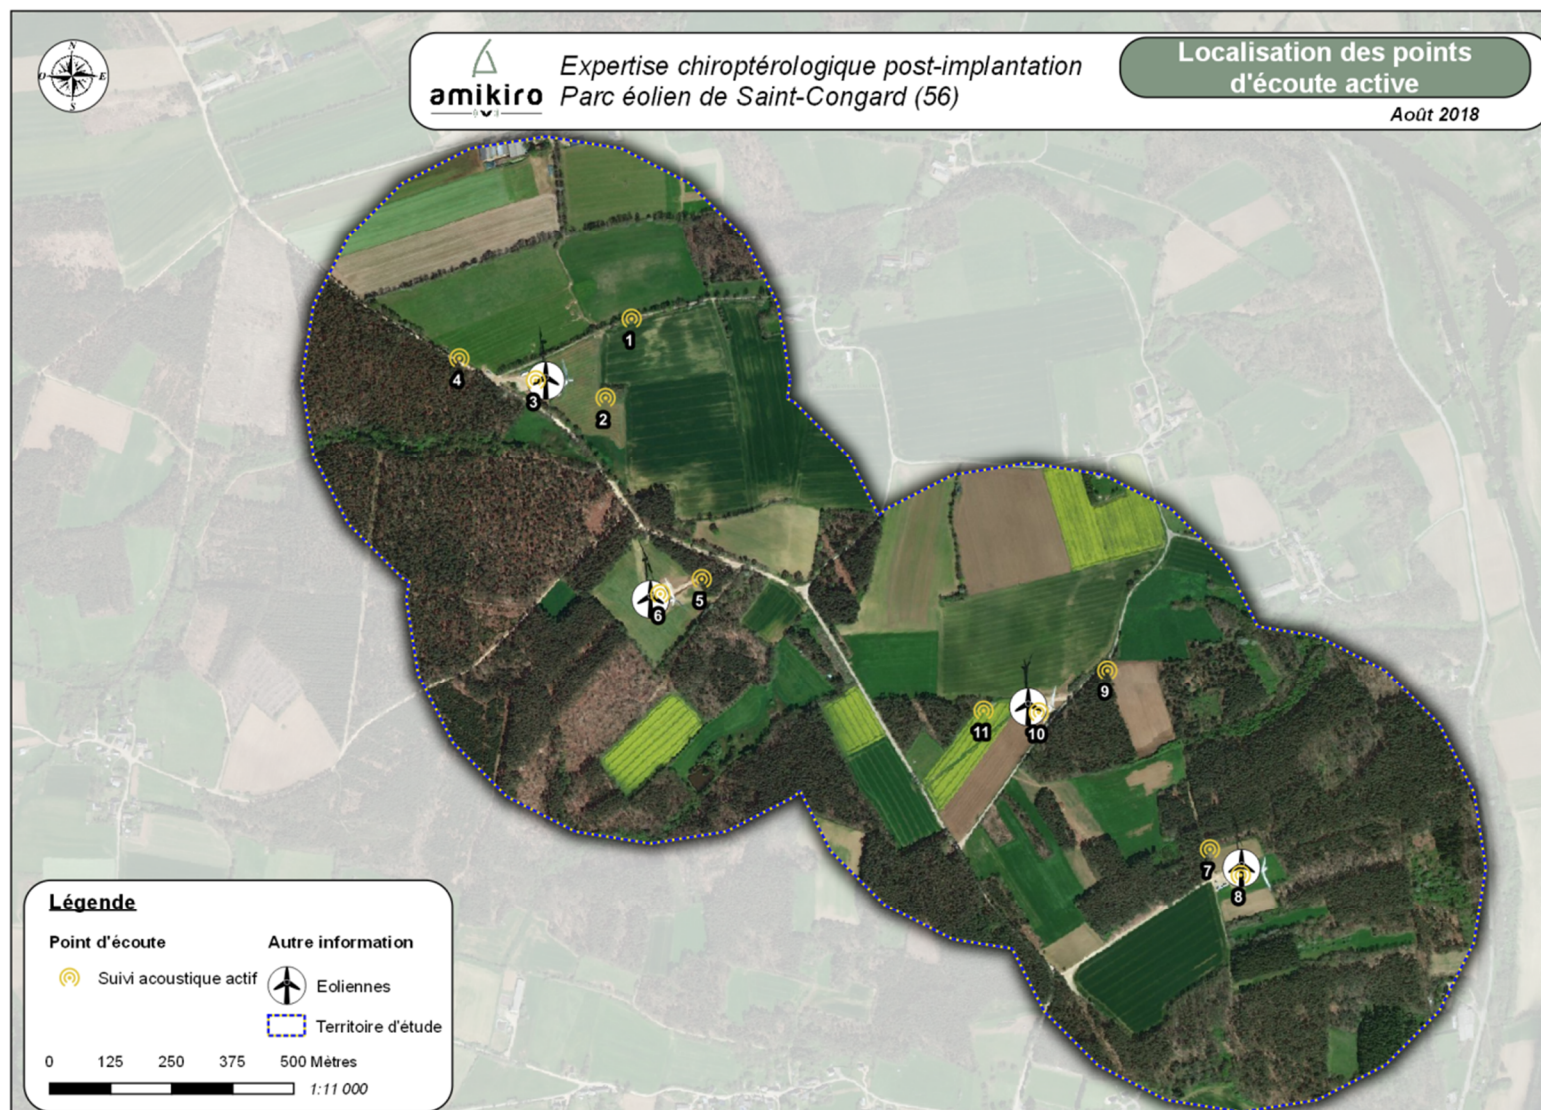 N
O
E
S
amikiro
Expertise chiroptérologique post-implantation
Parc éolien de Saint-Congard (56)
Localisation des points
d'écoute active
Août 2018
1
4
3
2
5
6
9
11
10
7
8
Légende
Point d'écoute
Autre information
Suivi acoustique actif
Eoliennes
Territoire d'étude
0 125 250 375 500 Mètres
1:11 000